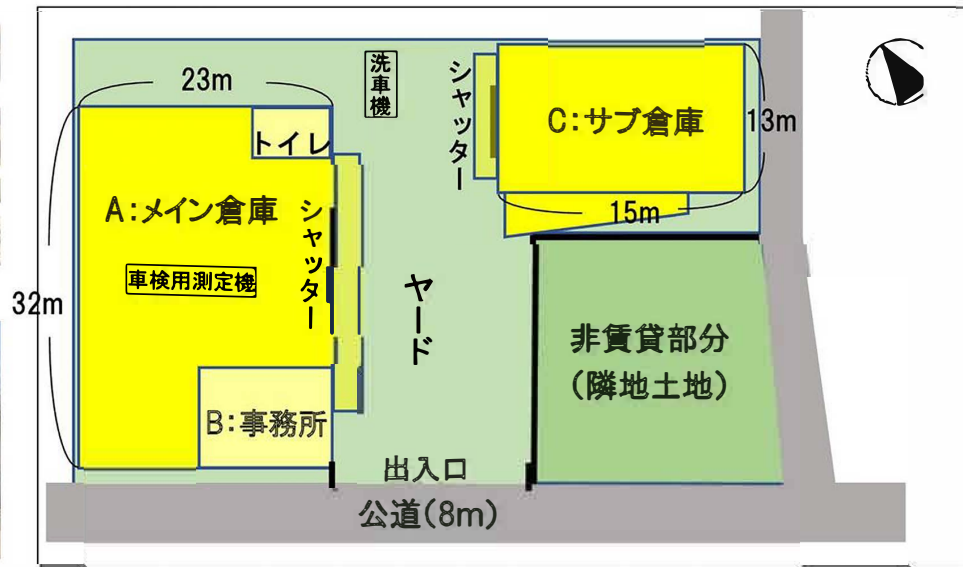 23m
洗車機
シャッター
C:サブ倉庫
13m
トイレ
A:メイン倉庫
シャッター
15m
車検用測定機
32m
ヤード
非賃貸部分
(隣地土地)
B:事務所
出入口
公道(8m)